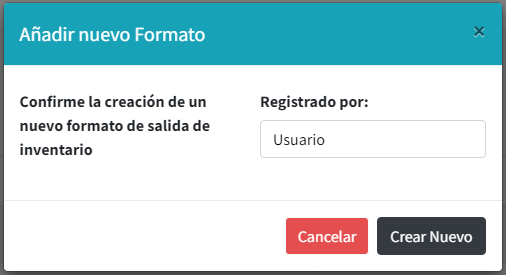 Añadir nuevo Formato
×
Confirme la creación de un
nuevo formato de salida de
inventario
Registrado por:
Usuario
Cancelar
Crear Nuevo